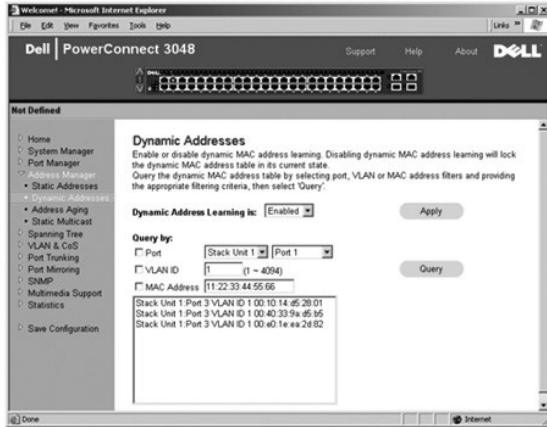 Welcome! - Microsoft Internet Explorer
File Edit View Favorites Tools Help
Links »
Dell | PowerConnect 3048
Support Help About DELL
Not Defined
Home
System Manager
Port Manager
Address Manager
Static Addresses
Dynamic Addresses
Address Aging
Static Multicast
Spanning Tree
VLAN & CoS
Port Trunking
Port Mirroring
SNMP
Multimedia Support
Statistics
Save Configuration
Dynamic Addresses
Enable or disable dynamic MAC address learning. Disabling dynamic MAC address learning will lock
the dynamic MAC address table in its current state.
Query the dynamic MAC address table by selecting port, VLAN or MAC address filters and providing
the appropriate filtering criteria, then select 'Query'.
Dynamic Address Learning is: Enabled Apply
Query by:
Port Stack Unit 1 Port 1
VLAN ID 1 (1 ~ 4094) Query
MAC Address 11:22:33:44:55:66
Stack Unit 1:Port 3 VLAN ID 1 00:10:14:d5:28:01
Stack Unit 1:Port 3 VLAN ID 1 00:40:33:9a:d5:b5
Stack Unit 1:Port 3 VLAN ID 1 00:e0:1e:ea:2d:82
Done Internet